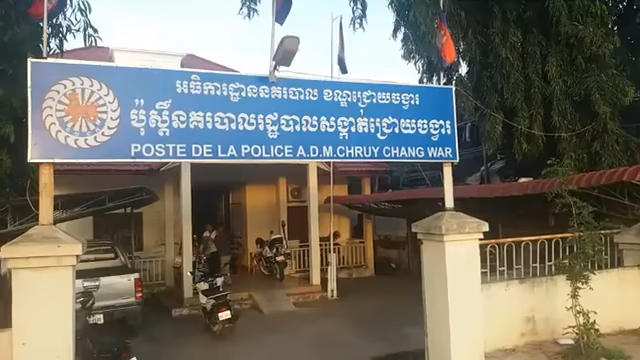 អធិការដ្ឋាននគរបាល ខណ្ឌជ្រោយចង្វារ
ប៉ុស្តិ៍នគរបាលរដ្ឋបាលសង្កាត់ជ្រោយចង្វារ
POSTE DE LA POLICE A.D.M.CHRUY CHANG WAR